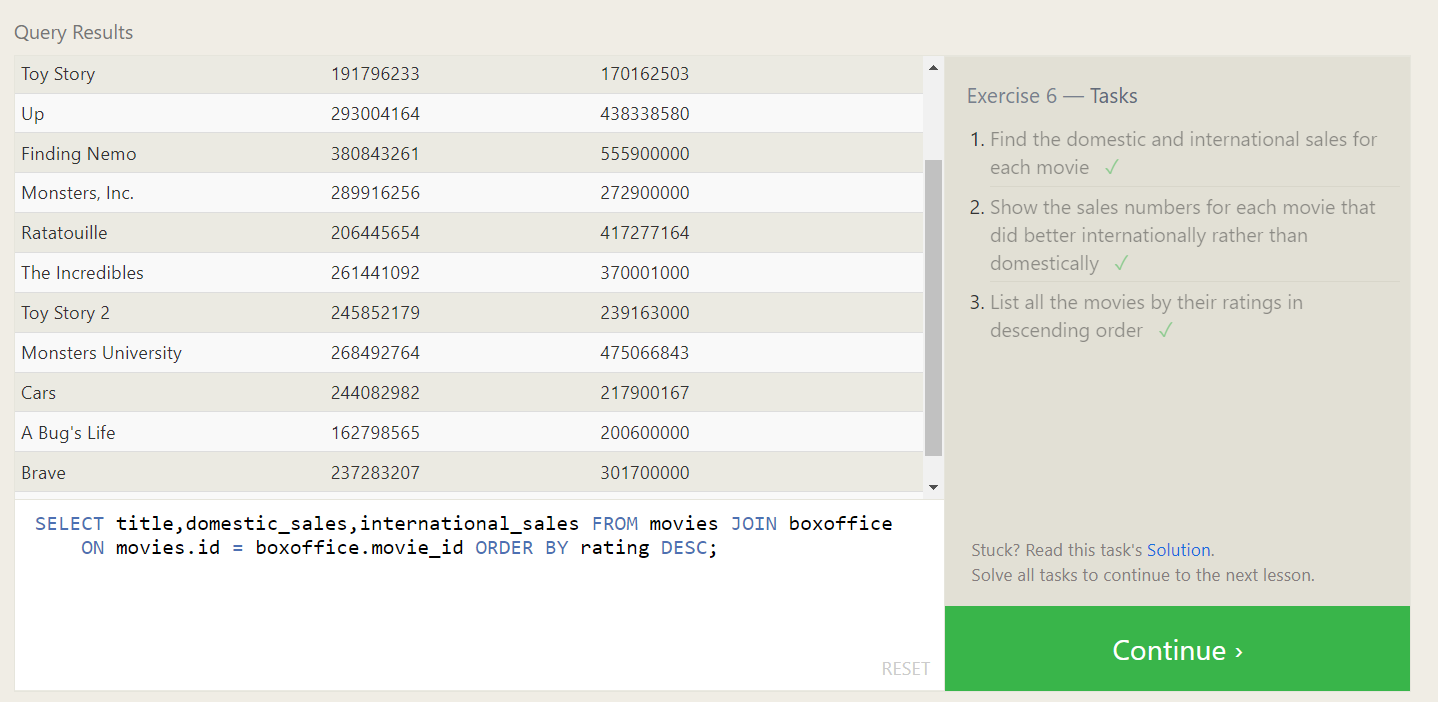 Query Results
Toy Story 191796233 170162503
Up 293004164 438338580
Finding Nemo 380843261 555900000
Monsters, Inc. 289916256 272900000
Ratatouille 206445654 417277164
The Incredibles 261441092 370001000
Toy Story 2 245852179 239163000
Monsters University 268492764 475066843
Cars 244082982 217900167
A Bug's Life 162798565 200600000
Brave 237283207 301700000
SELECT title,domestic_sales,international_sales FROM movies JOIN boxoffice
ON movies.id = boxoffice.movie_id ORDER BY rating DESC;
RESET
Exercise 6 — Tasks
1. Find the domestic and international sales for
each movie ✓
2. Show the sales numbers for each movie that
did better internationally rather than
domestically ✓
3. List all the movies by their ratings in
descending order ✓
Stuck? Read this task's Solution.
Solve all tasks to continue to the next lesson.
Continue ›